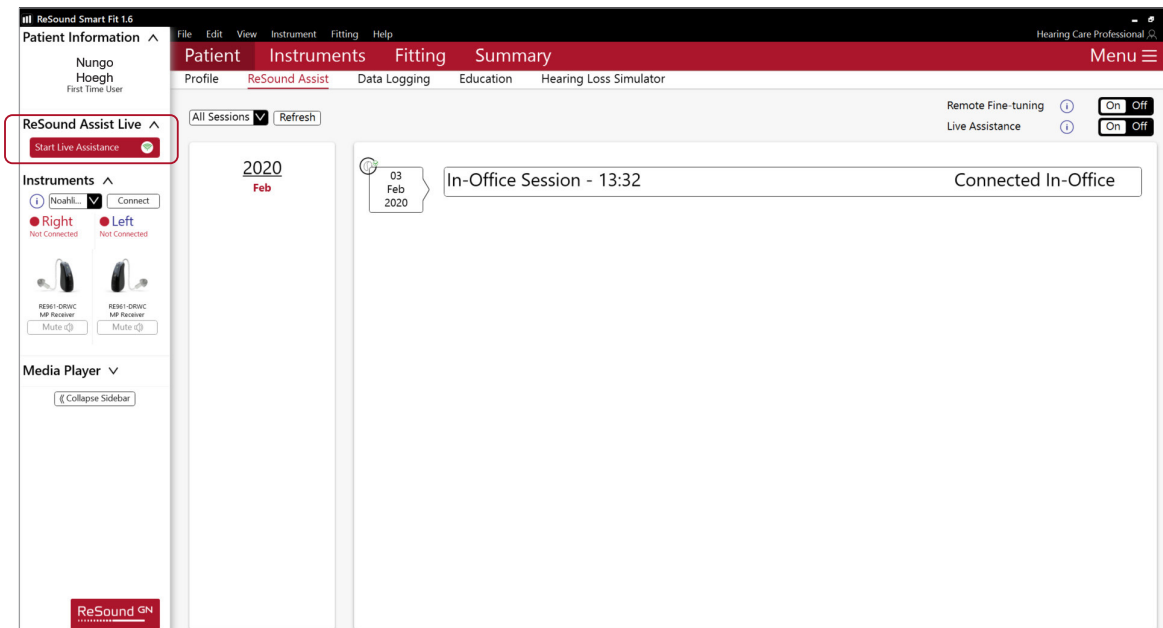 ReSound Smart Fit 1.6
Patient Information
File Edit View Instrument Fitting Help
Hearing Care Professional
Nungo
Hoegh
First Time User
Patient Instruments Fitting Summary
Menu
Profile ReSound Assist Data Logging Education Hearing Loss Simulator
ReSound Assist Live
Start Live Assistance
All Sessions Refresh
Remote Fine-tuning i On Off
Live Assistance i On Off
Instruments
i Noahli... Connect
Right Left
Not Connected Not Connected
RE961-DRWC RE961-DRWC
MP Receiver MP Receiver
Mute Mute
Media Player
Collapse Sidebar
ReSound GN
2020
Feb
03
Feb
2020
In-Office Session - 13:32 Connected In-Office